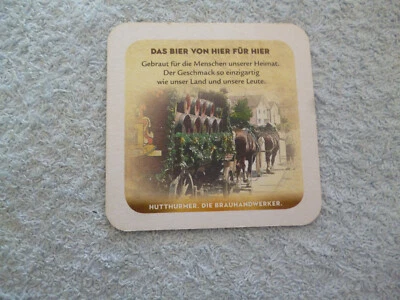 DAS BIER VON HIER FÜR HIER
Gebraut für die Menschen unserer Heimat.
Der Geschmack so einzigartig
wie unser Land und unsere Leute.
HUTTHURMER. DIE BRAUHANDWERKER.